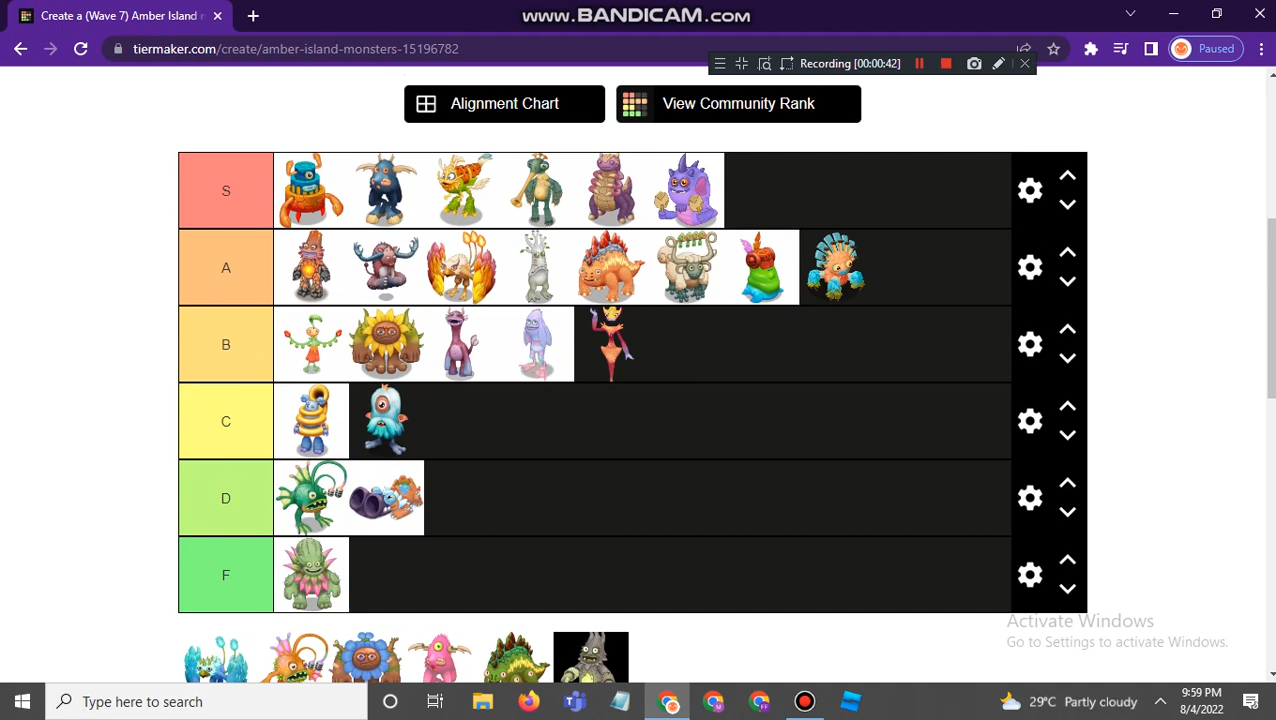 Create a (Wave 7) Amber Island r
www.BANDICAM.com
tiermaker.com/create/amber-island-monsters-15196782
Paused
Recording [00:00:42]
Alignment Chart
View Community Rank
S
A
B
C
D
F
Activate Windows
Go to Settings to activate Windows.
Type here to search
29°C Partly cloudy
9:59 PM
8/4/2022